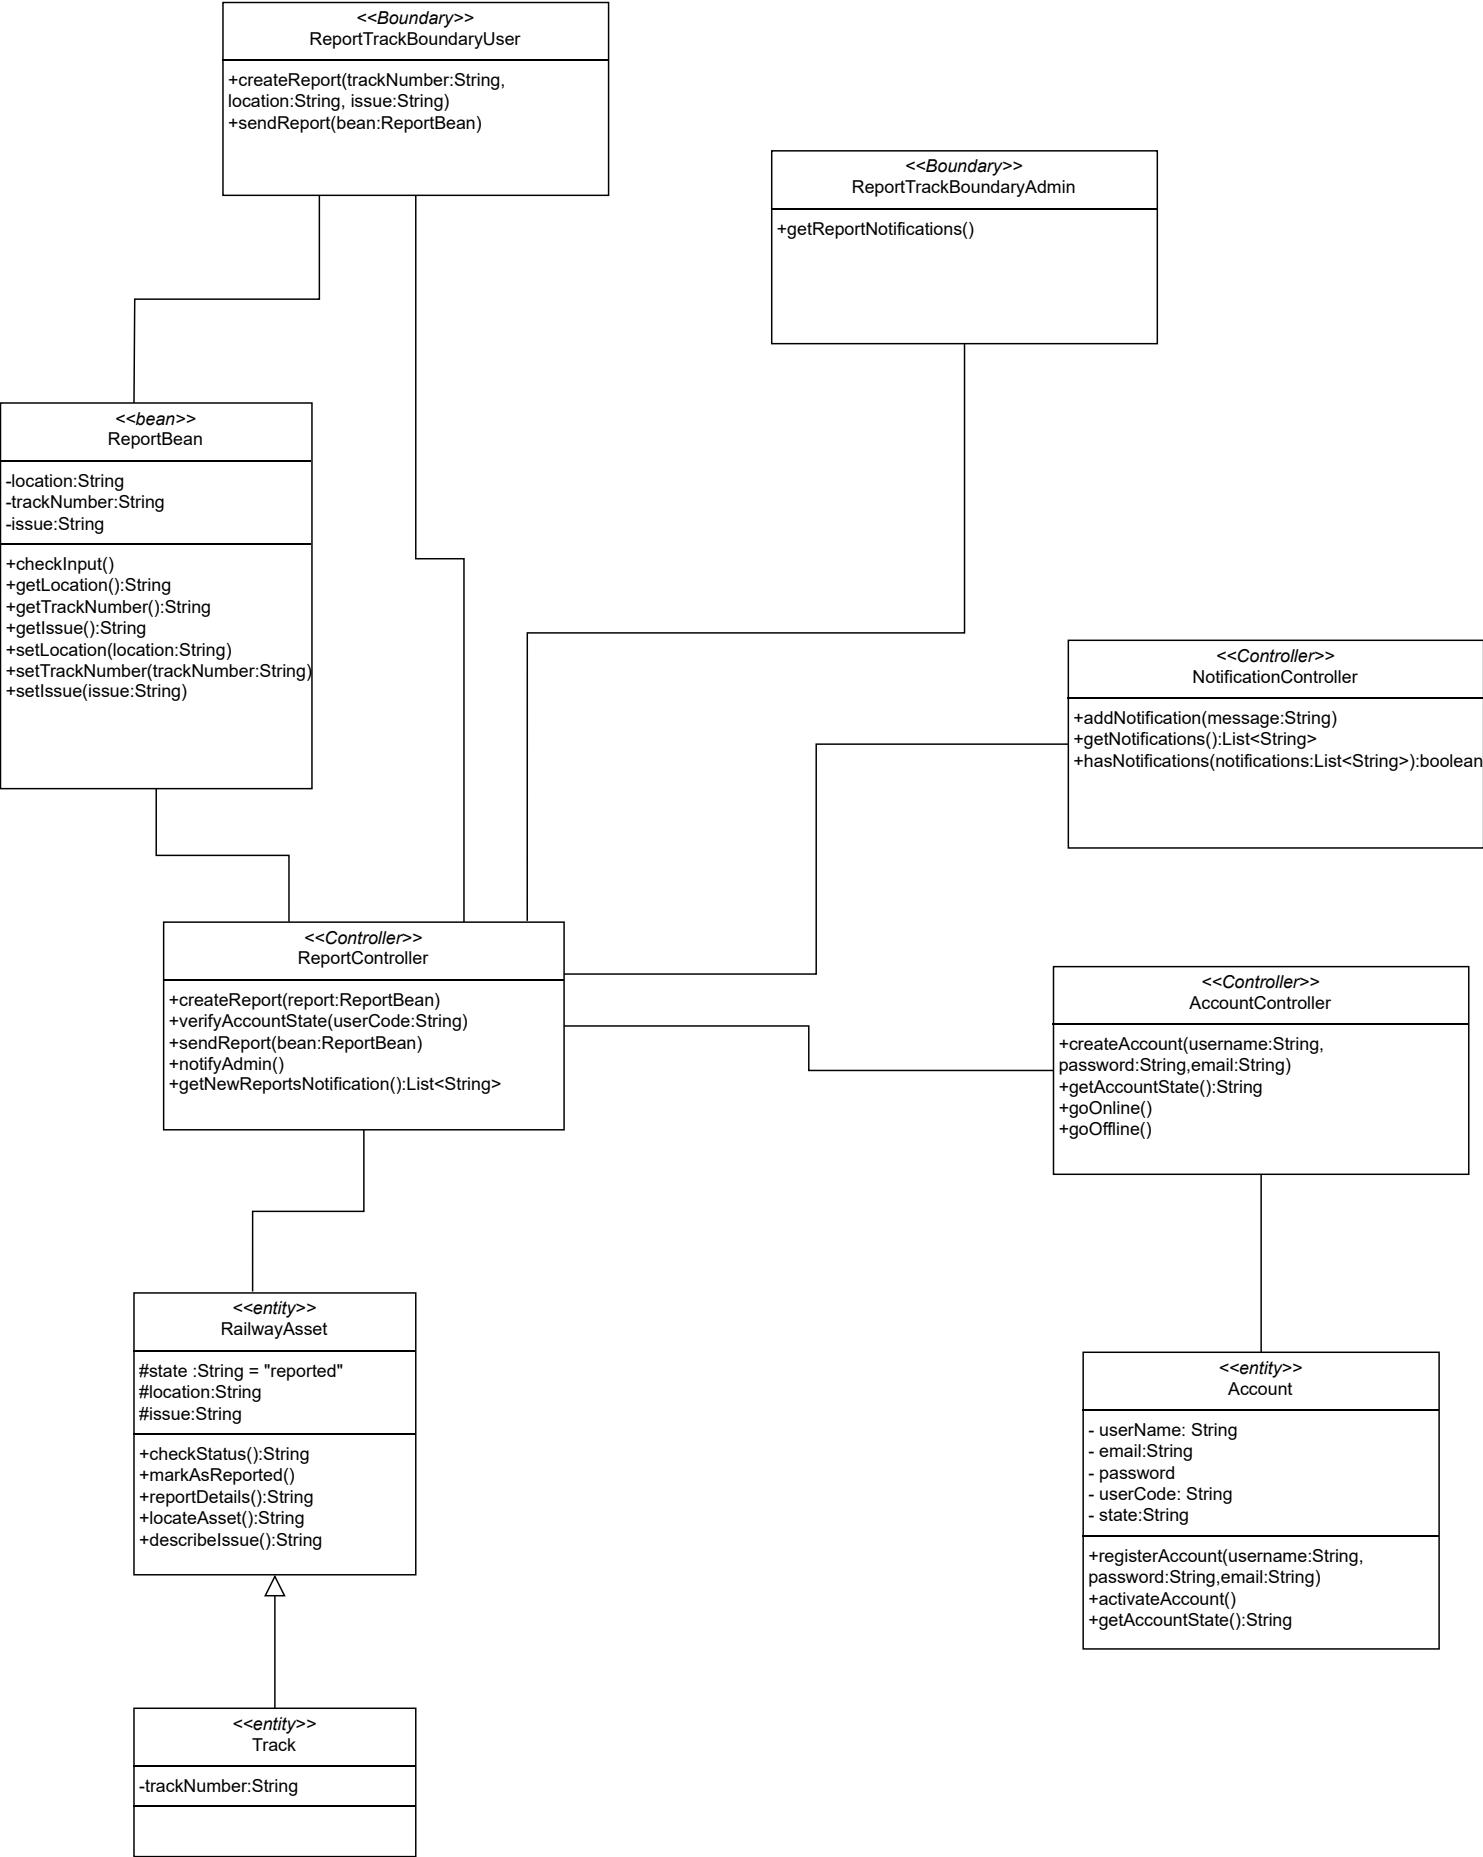 <<Boundary>>
ReportTrackBoundaryUser
+createReport(trackNumber:String,
location:String, issue:String)
+sendReport(bean:ReportBean)
<<Boundary>>
ReportTrackBoundaryAdmin
+getReportNotifications()
<<bean>>
ReportBean
-location:String
-trackNumber:String
-issue:String
+checkInput()
+getLocation():String
+getTrackNumber():String
+getIssue():String
+setLocation(location:String)
+setTrackNumber(trackNumber:String)
+setIssue(issue:String)
<<Controller>>
NotificationController
+addNotification(message:String)
+getNotifications():List<String>
+hasNotifications(notifications:List<String>):boolean
<<Controller>>
ReportController
+createReport(report:ReportBean)
+verifyAccountState(userCode:String)
+sendReport(bean:ReportBean)
+notifyAdmin()
+getNewReportsNotification():List<String>
<<Controller>>
AccountController
+createAccount(username:String,
password:String,email:String)
+getAccountState():String
+goOnline()
+goOffline()
<<entity>>
RailwayAsset
#state :String = "reported"
#location:String
#issue:String
+checkStatus():String
+markAsReported()
+reportDetails():String
+locateAsset():String
+describeIssue():String
<<entity>>
Account
- userName: String
- email:String
- password
- userCode: String
- state:String
+registerAccount(username:String,
password:String,email:String)
+activateAccount()
+getAccountState():String
<<entity>>
Track
-trackNumber:String